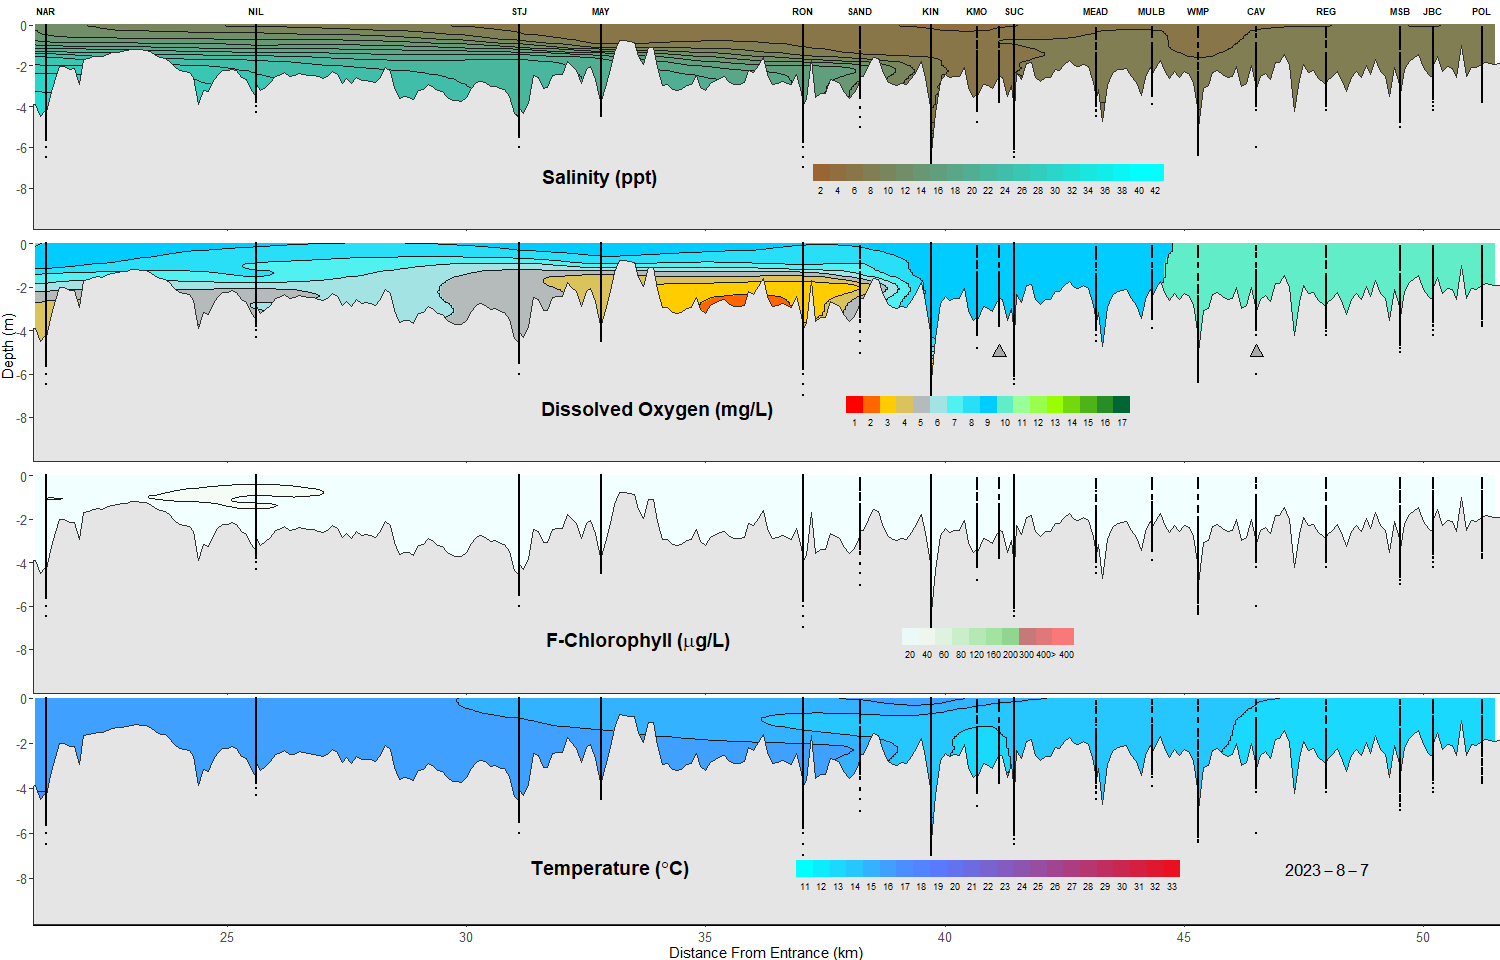 NAR NIL STJ MAY RON SAND KIN KMO SUC MEAD MULB WMP CAV REG MSB JBC POL
0
-2
-4
-6
-8
Salinity (ppt)
2 4 6 8 10 12 14 16 18 20 22 24 26 28 30 32 34 36 38 40 42
0
-2
-4
-6
-8
Depth (m)
Dissolved Oxygen (mg/L)
1 2 3 4 5 6 7 8 9 10 11 12 13 14 15 16 17
0
-2
-4
-6
-8
F-Chlorophyll (μg/L)
20 40 60 80 120 160 200 300 400> 400
0
-2
-4
-6
-8
Temperature (°C)
11 12 13 14 15 16 17 18 19 20 21 22 23 24 25 26 27 28 29 30 31 32 33
2023 – 8 – 7
25 30 35 40 45 50
Distance From Entrance (km)